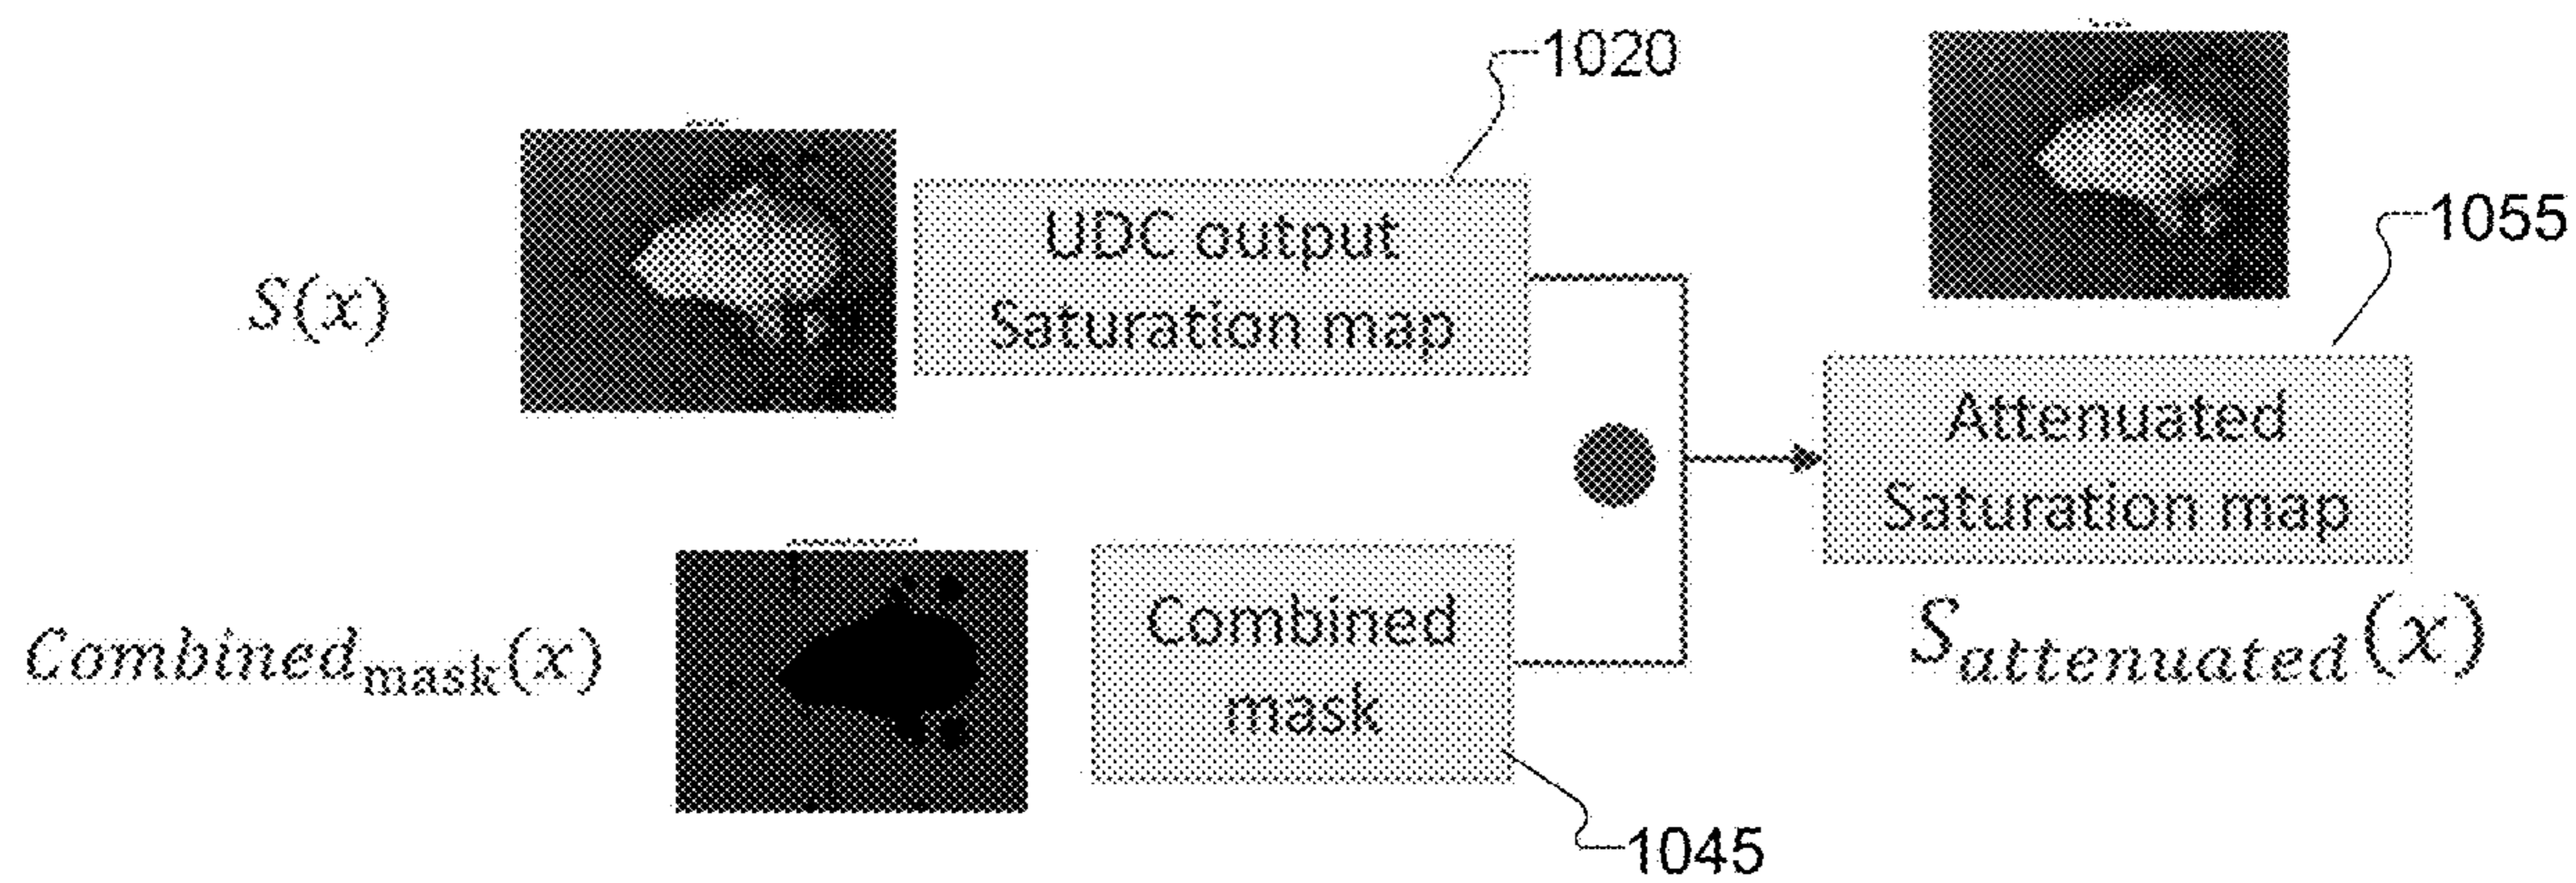 1020
UDC output
Saturation map
S(x)
1055
Attenuated
Saturation map
S_attenuated(x)
Combined_mask(x)
Combined
mask
1045